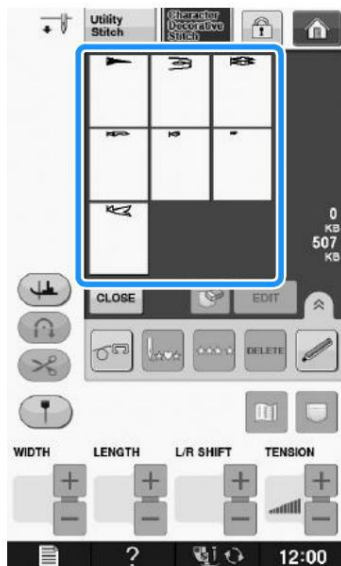 Utility
Stitch
Character
Decorative
Stitch
0
KB
507
KB
CLOSE
EDIT
DELETE
WIDTH
LENGTH
L/R SHIFT
TENSION
?
12:00